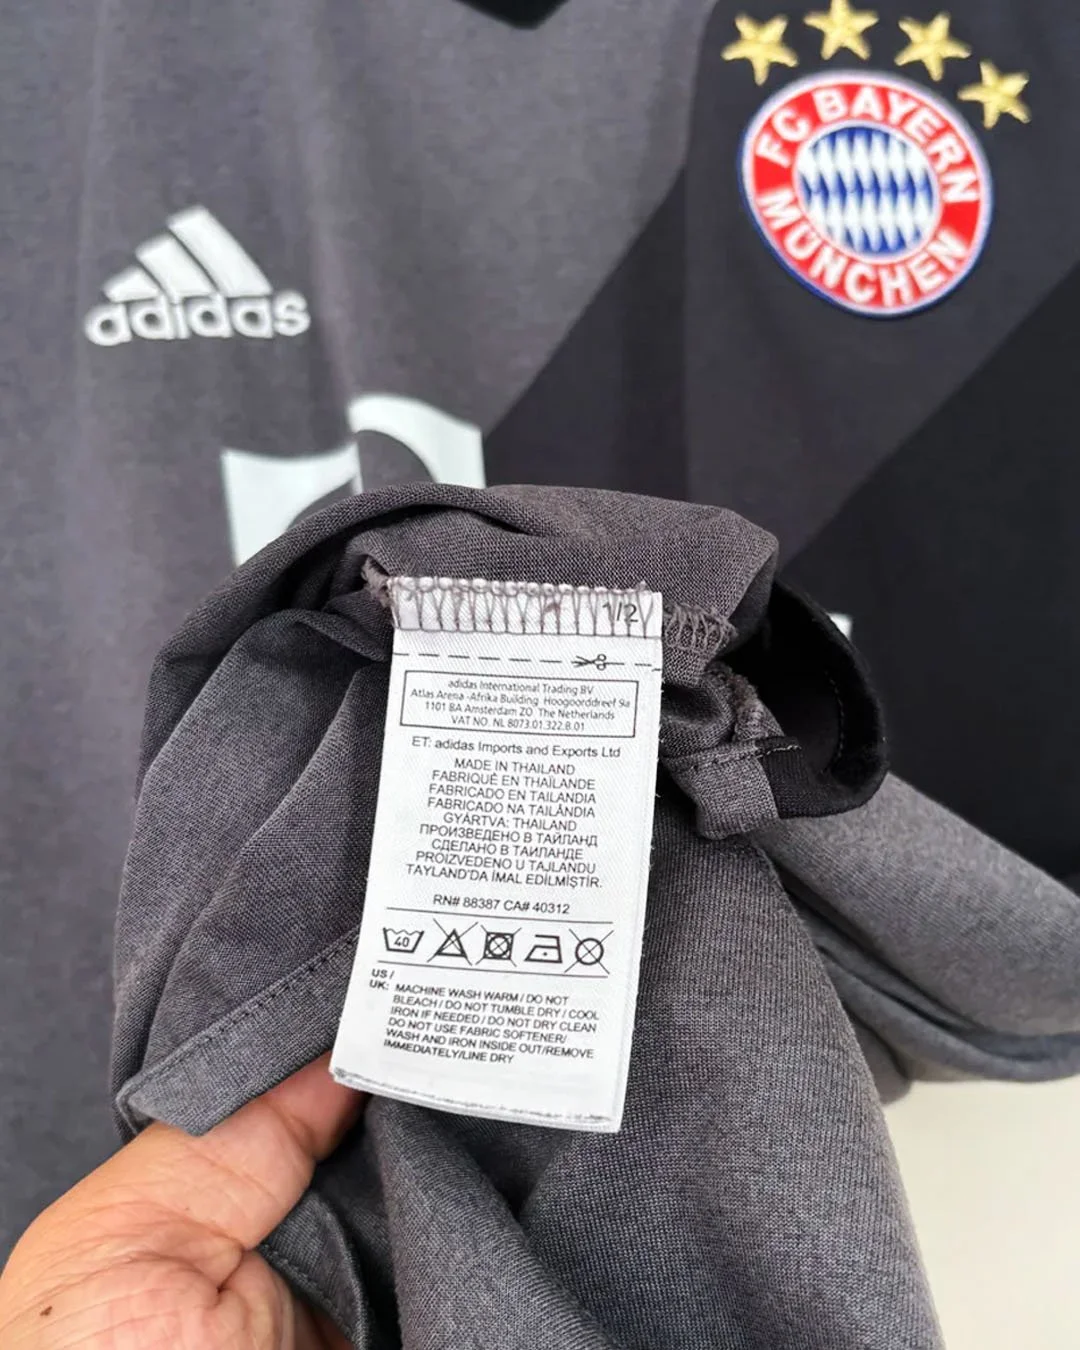 FC BAYERN
MÜNCHEN
adidas
1/2
adidas International Trading BV
Atlas Arena -Afrika Building Hoogoorddreef 9a
1101 BA Amsterdam ZO The Netherlands
VAT NO. NL 8073.01.322.B.01
ET: adidas Imports and Exports Ltd
MADE IN THAILAND
FABRIQUÉ EN THAÏLANDE
FABRICADO EN TAILANDIA
FABRICADO NA TAILÂNDIA
GYÁRTVA: THAILAND
ПРОИЗВЕДЕНО В ТАЙЛАНД
СДЕЛАНО В ТАИЛАНДЕ
PROIZVEDENO U TAJLANDU
TAYLAND'DA İMAL EDİLMİŞTİR.
RN# 88387 CA# 40312
40
US /
UK: MACHINE WASH WARM / DO NOT
BLEACH / DO NOT TUMBLE DRY / COOL
IRON IF NEEDED / DO NOT DRY CLEAN
DO NOT USE FABRIC SOFTENER/
WASH AND IRON INSIDE OUT/REMOVE
IMMEDIATELY/LINE DRY